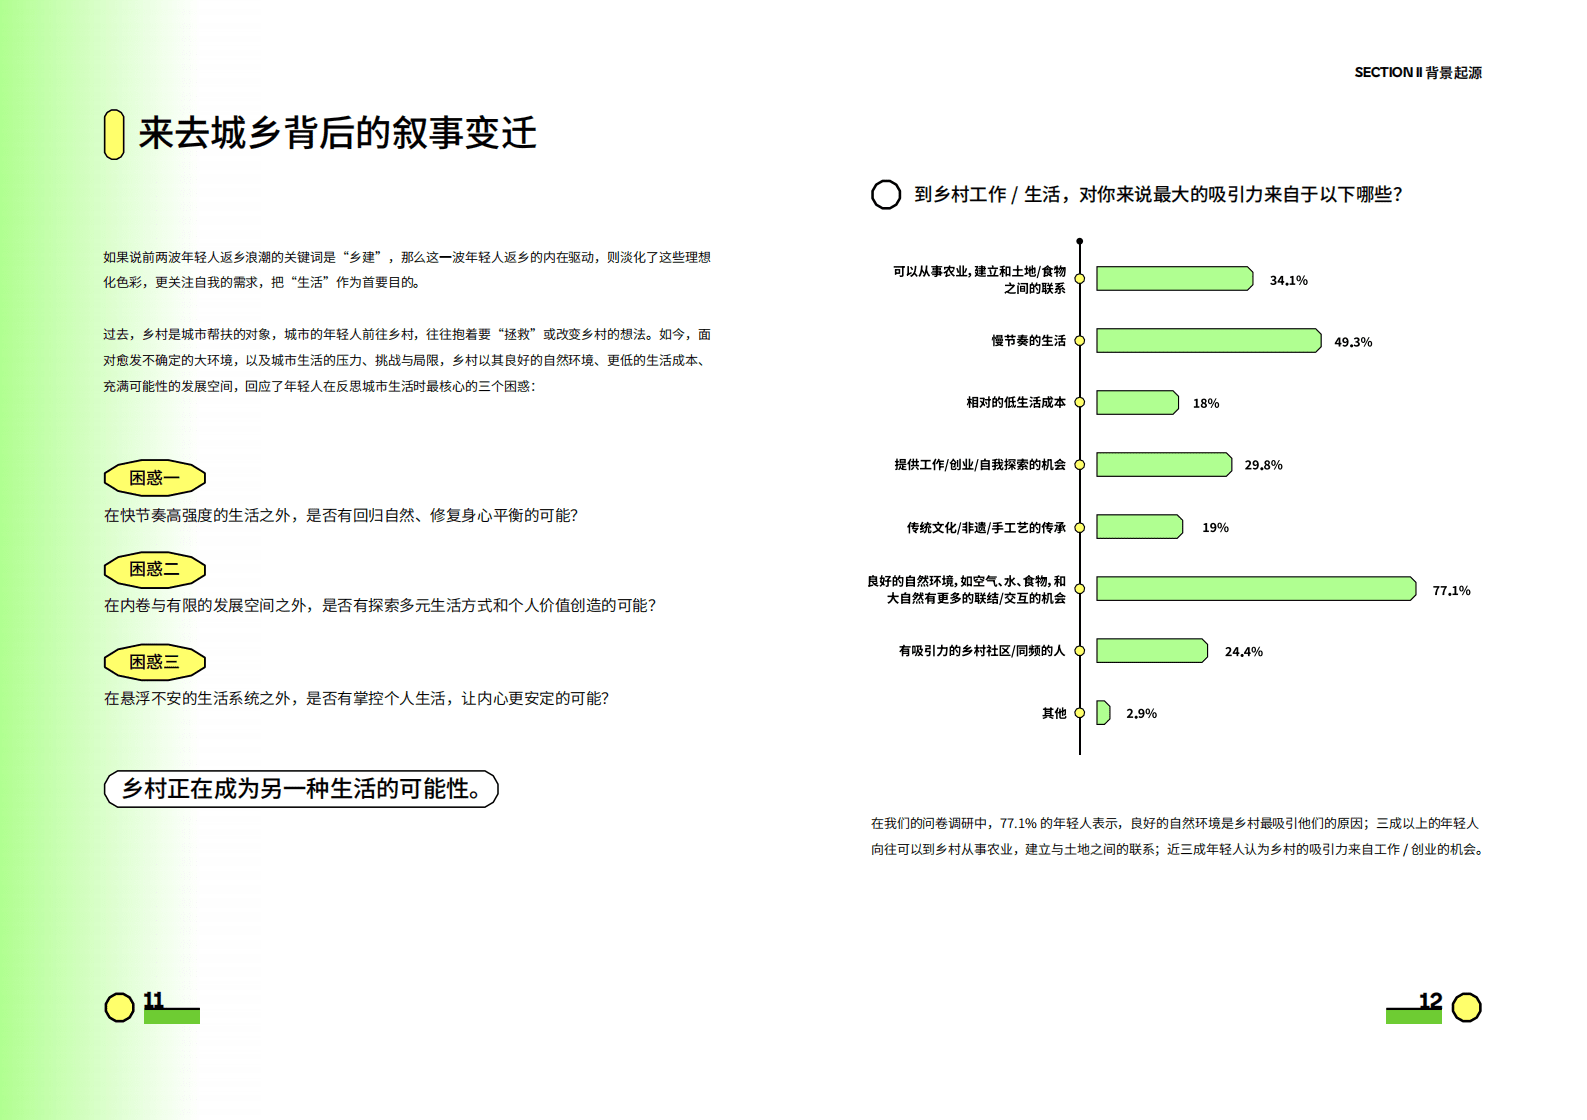 SECTION II 背景起源
来去城乡背后的叙事变迁
如果说前两波年轻人返乡浪潮的关键词是“乡建”，那么这一波年轻人返乡的内在驱动，则淡化了这些理想
化色彩，更关注自我的需求，把“生活”作为首要目的。
过去，乡村是城市帮扶的对象，城市的年轻人前往乡村，往往抱着要“拯救”或改变乡村的想法。如今，面
对愈发不确定的大环境，以及城市生活的压力、挑战与局限，乡村以其良好的自然环境、更低的生活成本、
充满可能性的发展空间，回应了年轻人在反思城市生活时最核心的三个困惑：
困惑一
在快节奏高强度的生活之外，是否有回归自然、修复身心平衡的可能？
困惑二
在内卷与有限的发展空间之外，是否有探索多元生活方式和个人价值创造的可能？
困惑三
在悬浮不安的生活系统之外，是否有掌控个人生活，让内心更安定的可能？
乡村正在成为另一种生活的可能性。
11
到乡村工作 / 生活，对你来说最大的吸引力来自于以下哪些？
可以从事农业，建立和土地/食物
之间的联系
34.1%
慢节奏的生活
49.3%
相对的低生活成本
18%
提供工作/创业/自我探索的机会
29.8%
传统文化/非遗/手工艺的传承
19%
良好的自然环境，如空气、水、食物，和
大自然有更多的联结/交互的机会
77.1%
有吸引力的乡村社区/同频的人
24.4%
其他
2.9%
在我们的问卷调研中，77.1% 的年轻人表示，良好的自然环境是乡村最吸引他们的原因；三成以上的年轻人
向往可以到乡村从事农业，建立与土地之间的联系；近三成年轻人认为乡村的吸引力来自工作 / 创业的机会。
12